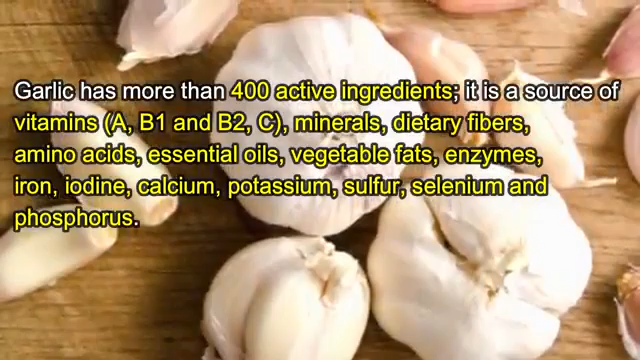 Garlic has more than 400 active ingredients; it is a source of
vitamins (A, B1 and B2, C), minerals, dietary fibers,
amino acids, essential oils, vegetable fats, enzymes,
iron, iodine, calcium, potassium, sulfur, selenium and
phosphorus.